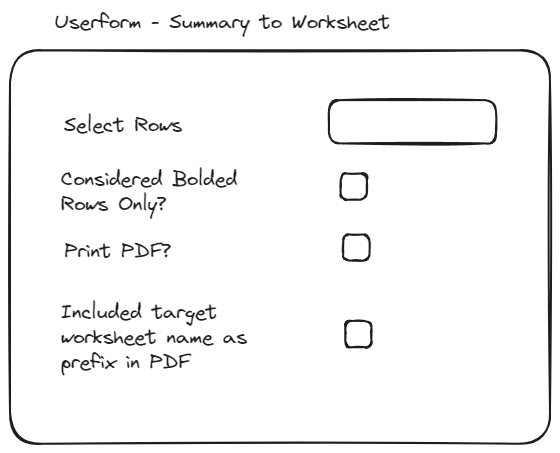 Userform - Summary to Worksheet
Select Rows
Considered Bolded
Rows Only?
Print PDF?
Included target
worksheet name as
prefix in PDF